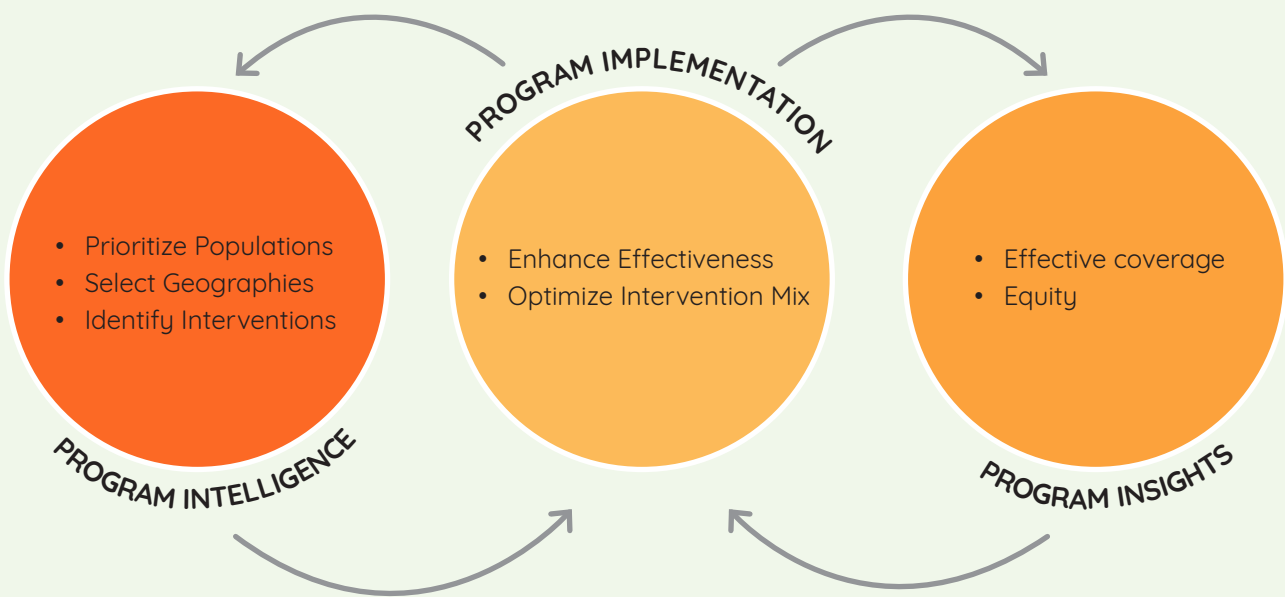 PROGRAM IMPLEMENTATION
• Prioritize Populations
• Select Geographies
• Identify Interventions
• Enhance Effectiveness
• Optimize Intervention Mix
• Effective coverage
• Equity
PROGRAM INTELLIGENCE
PROGRAM INSIGHTS